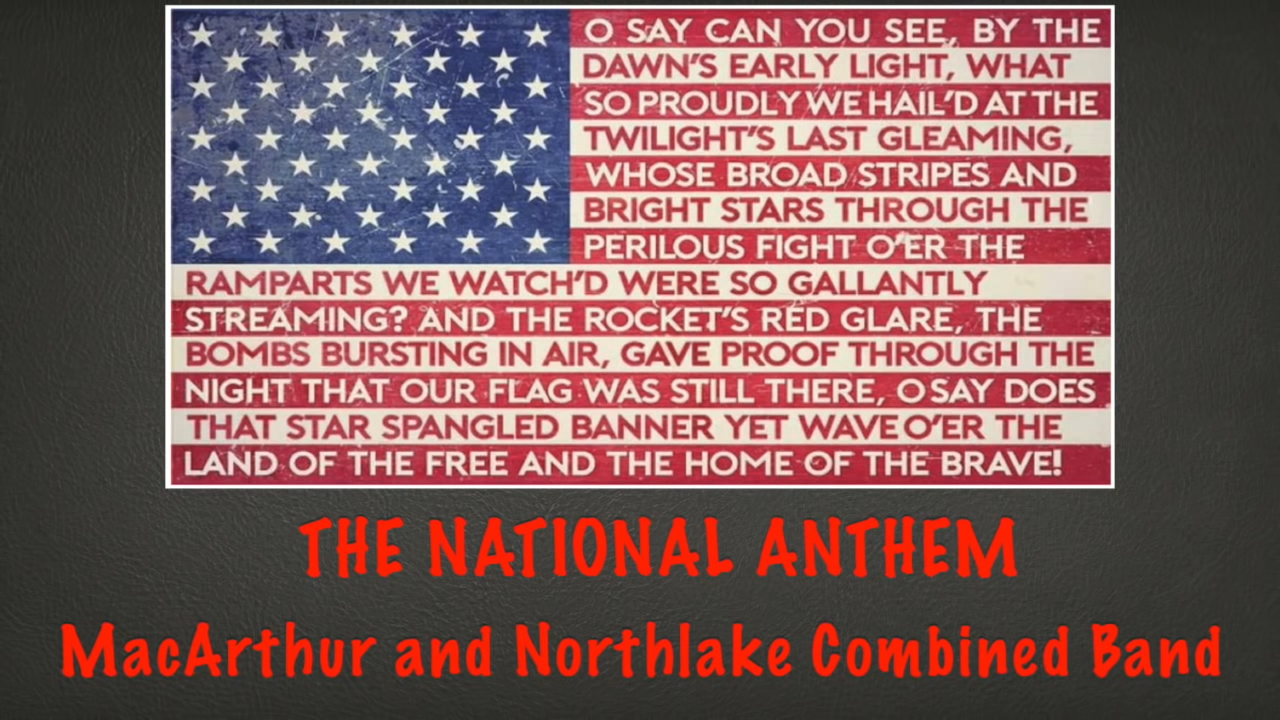 O SAY CAN YOU SEE, BY THE
DAWN'S EARLY LIGHT, WHAT
SO PROUDLY WE HAIL'D AT THE
TWILIGHT'S LAST GLEAMING,
WHOSE BROAD STRIPES AND
BRIGHT STARS THROUGH THE
PERILOUS FIGHT O'ER THE
RAMPARTS WE WATCH'D WERE SO GALLANTLY
STREAMING? AND THE ROCKET'S RED GLARE, THE
BOMBS BURSTING IN AIR, GAVE PROOF THROUGH THE
NIGHT THAT OUR FLAG WAS STILL THERE, O SAY DOES
THAT STAR SPANGLED BANNER YET WAVE O'ER THE
LAND OF THE FREE AND THE HOME OF THE BRAVE!
THE NATIONAL ANTHEM
MacArthur and Northlake Combined Band